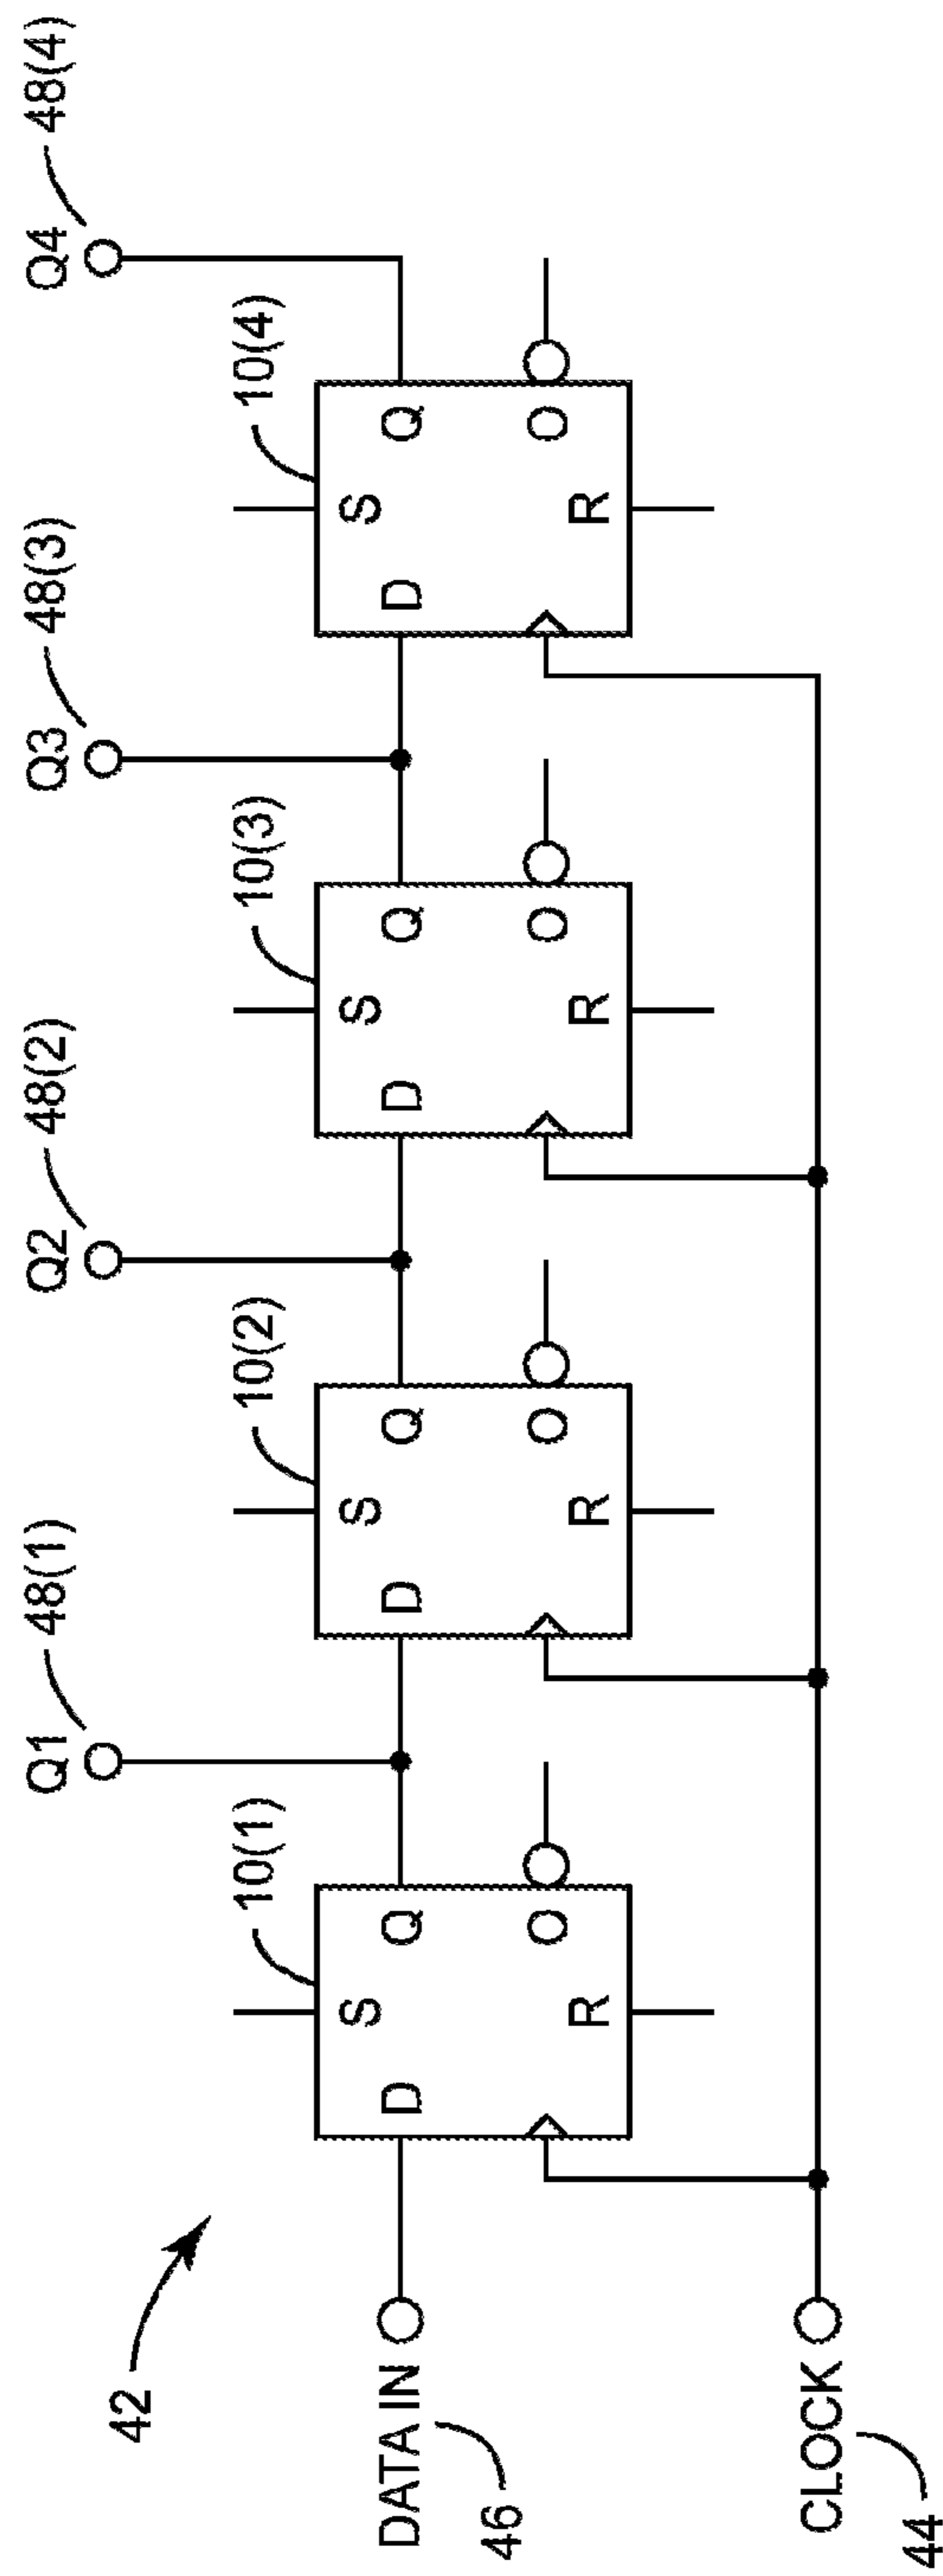 Q1 48(1) Q2 48(2) Q3 48(3) Q4 48(4)
10(1) 10(2) 10(3) 10(4)
42
S S S S
DATA IN D Q D Q D Q D Q
46
O O O O
R R R R
CLOCK
44